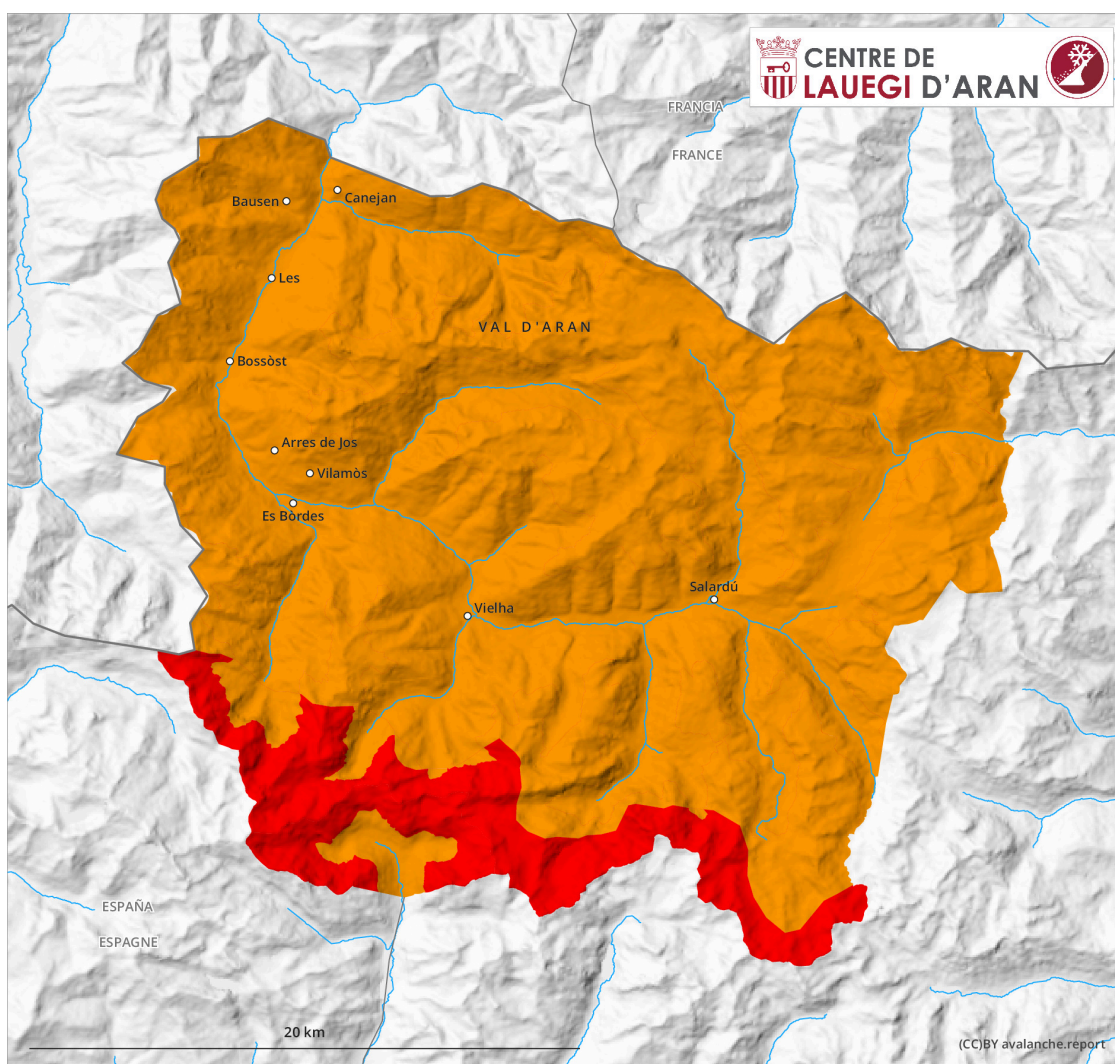 CENTRE DE
LAUEGI D'ARAN
FRANCIA
FRANCE
Bausen
Canejan
Les
VAL D'ARAN
Bossòst
Arres de Jos
Vilamòs
Es Bòrdes
Salardú
Vielha
ESPAÑA
ESPAGNE
20 km
(CC)BY avalanche.report